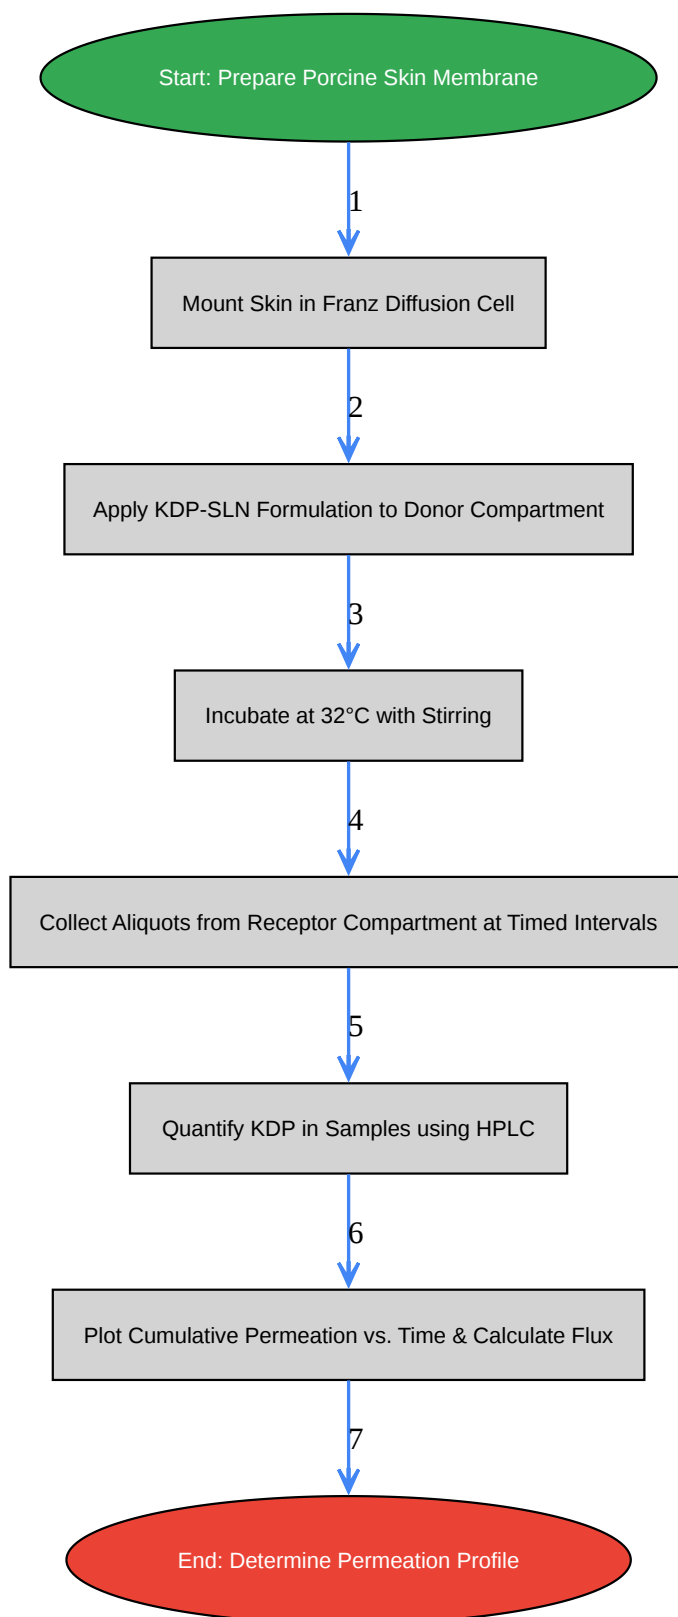 Start: Prepare Porcine Skin Membrane
1
Mount Skin in Franz Diffusion Cell
2
Apply KDP-SLN Formulation to Donor Compartment
3
Incubate at 32°C with Stirring
4
Collect Aliquots from Receptor Compartment at Timed Intervals
5
Quantify KDP in Samples using HPLC
6
Plot Cumulative Permeation vs. Time & Calculate Flux
7
End: Determine Permeation Profile